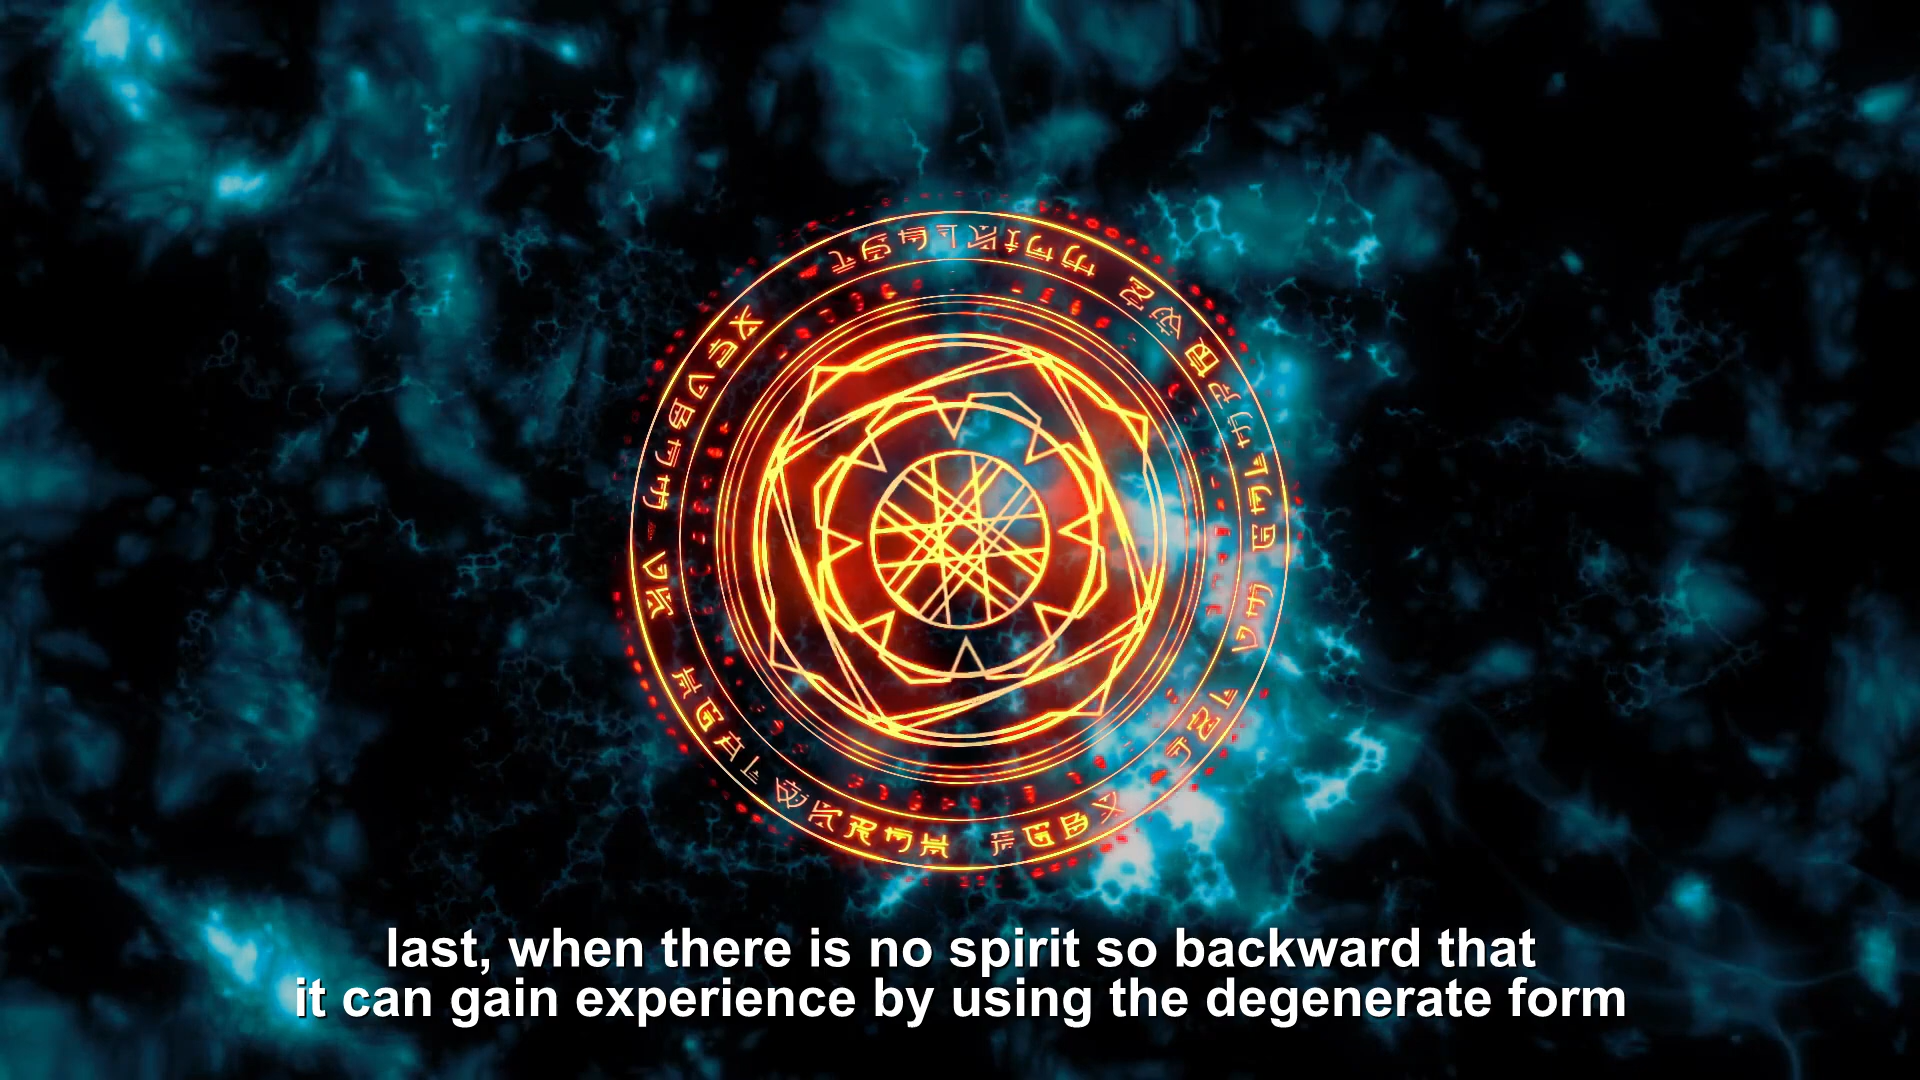 last, when there is no spirit so backward that
it can gain experience by using the degenerate form